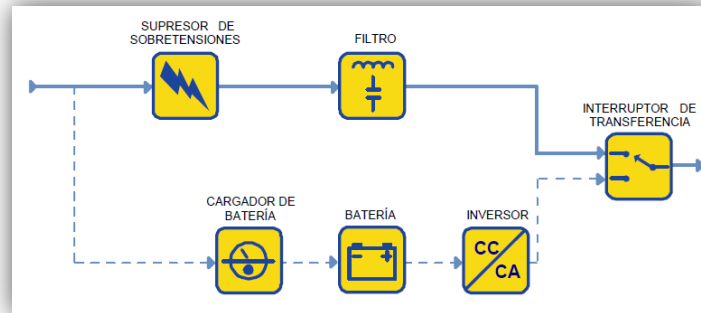 SUPRESOR DE
SOBRETENSIONES
FILTRO
INTERRUPTOR DE
TRANSFERENCIA
CARGADOR DE
BATERÍA
BATERÍA
INVERSOR
CC
CA